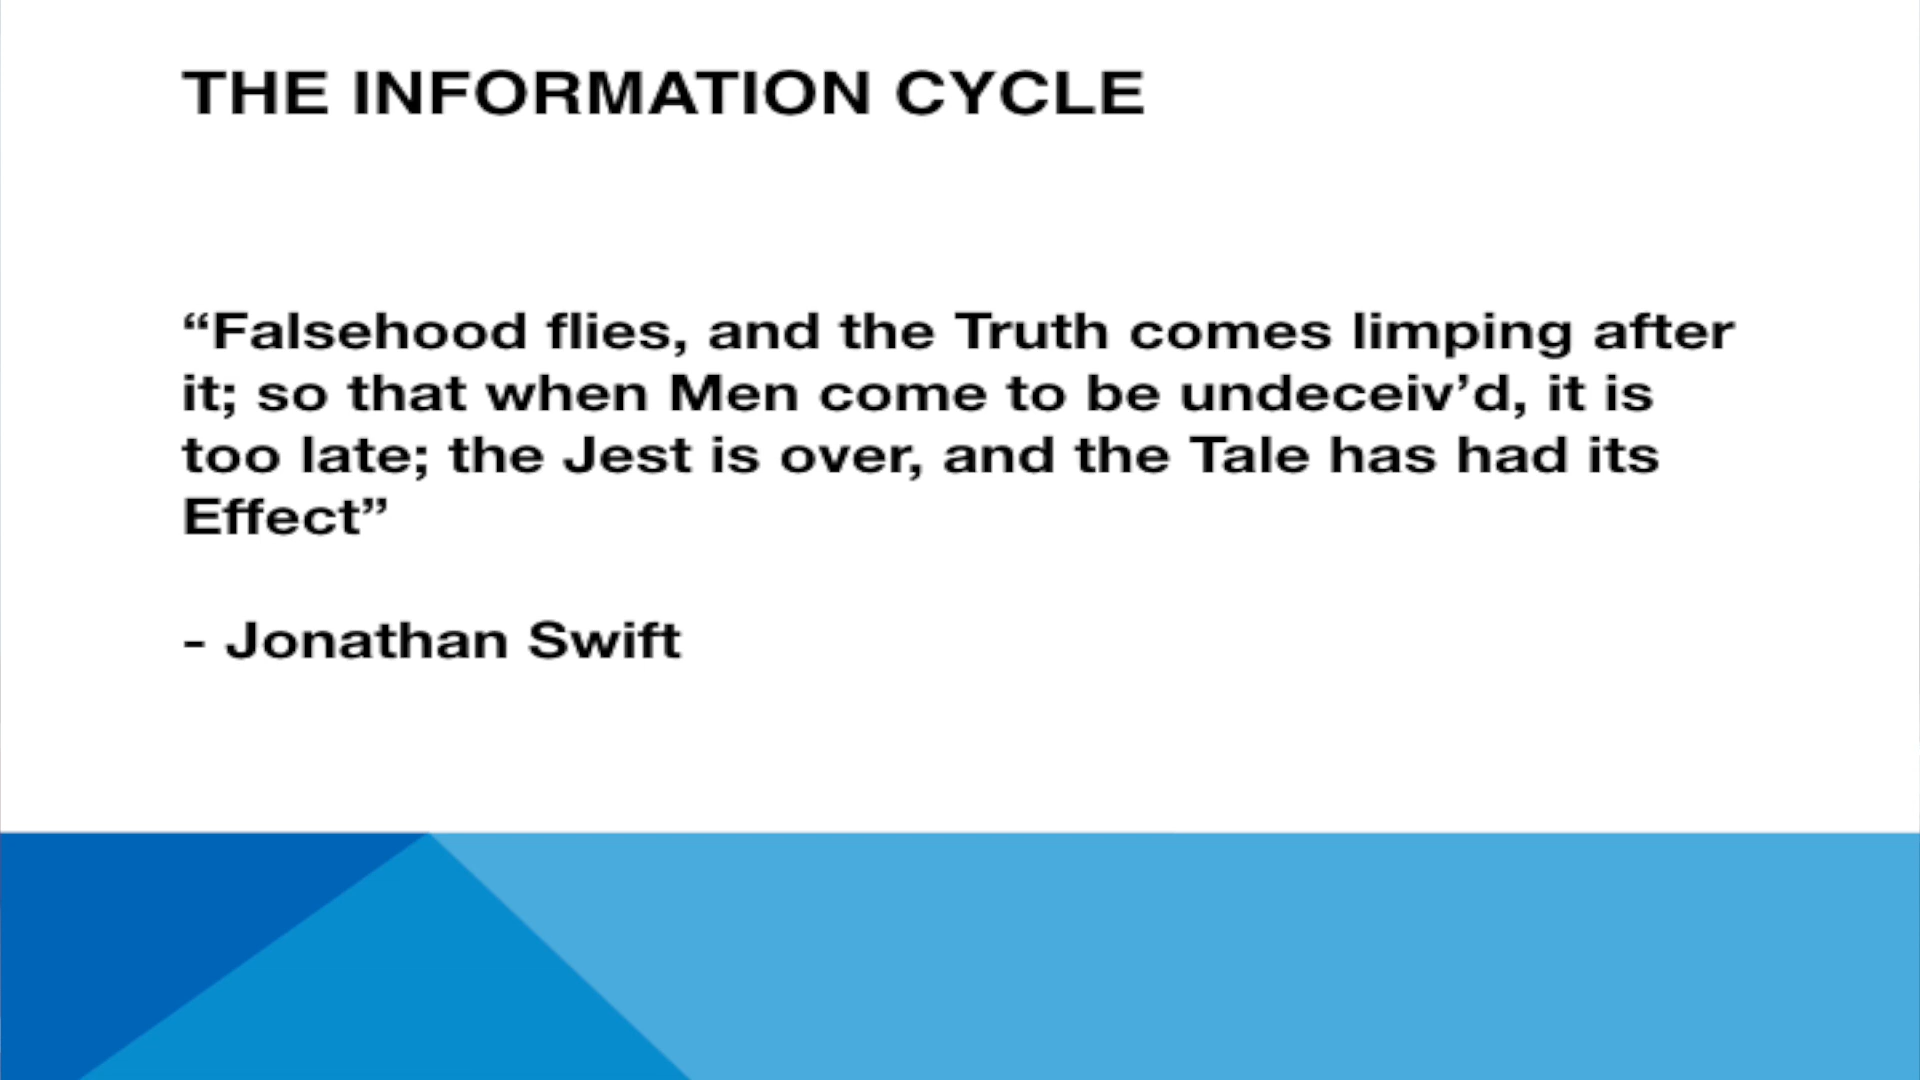 THE INFORMATION CYCLE
“Falsehood flies, and the Truth comes limping after
it; so that when Men come to be undeceiv’d, it is
too late; the Jest is over, and the Tale has had its
Effect”
- Jonathan Swift